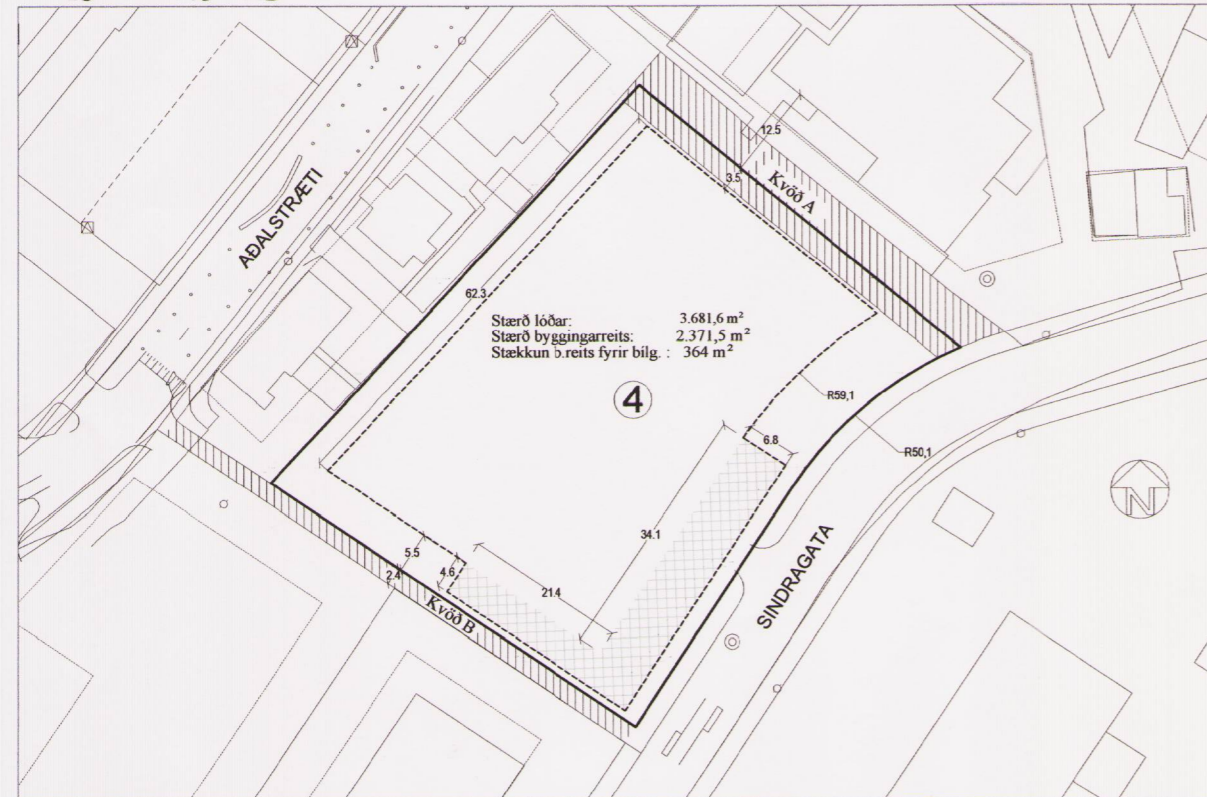 12.5
3.5
Kvöð A
AÐALSTRÆTI
62.3
Stærð lóðar: 3.681,6 m²
Stærð byggingarreits: 2.371,5 m²
Stækkun b.reits fyrir bílg. : 364 m²
4
R59,1
6.8
R50,1
N
34.1
5.5
4.6
2.4
21.4
Kvöð B
SINDRAGATA